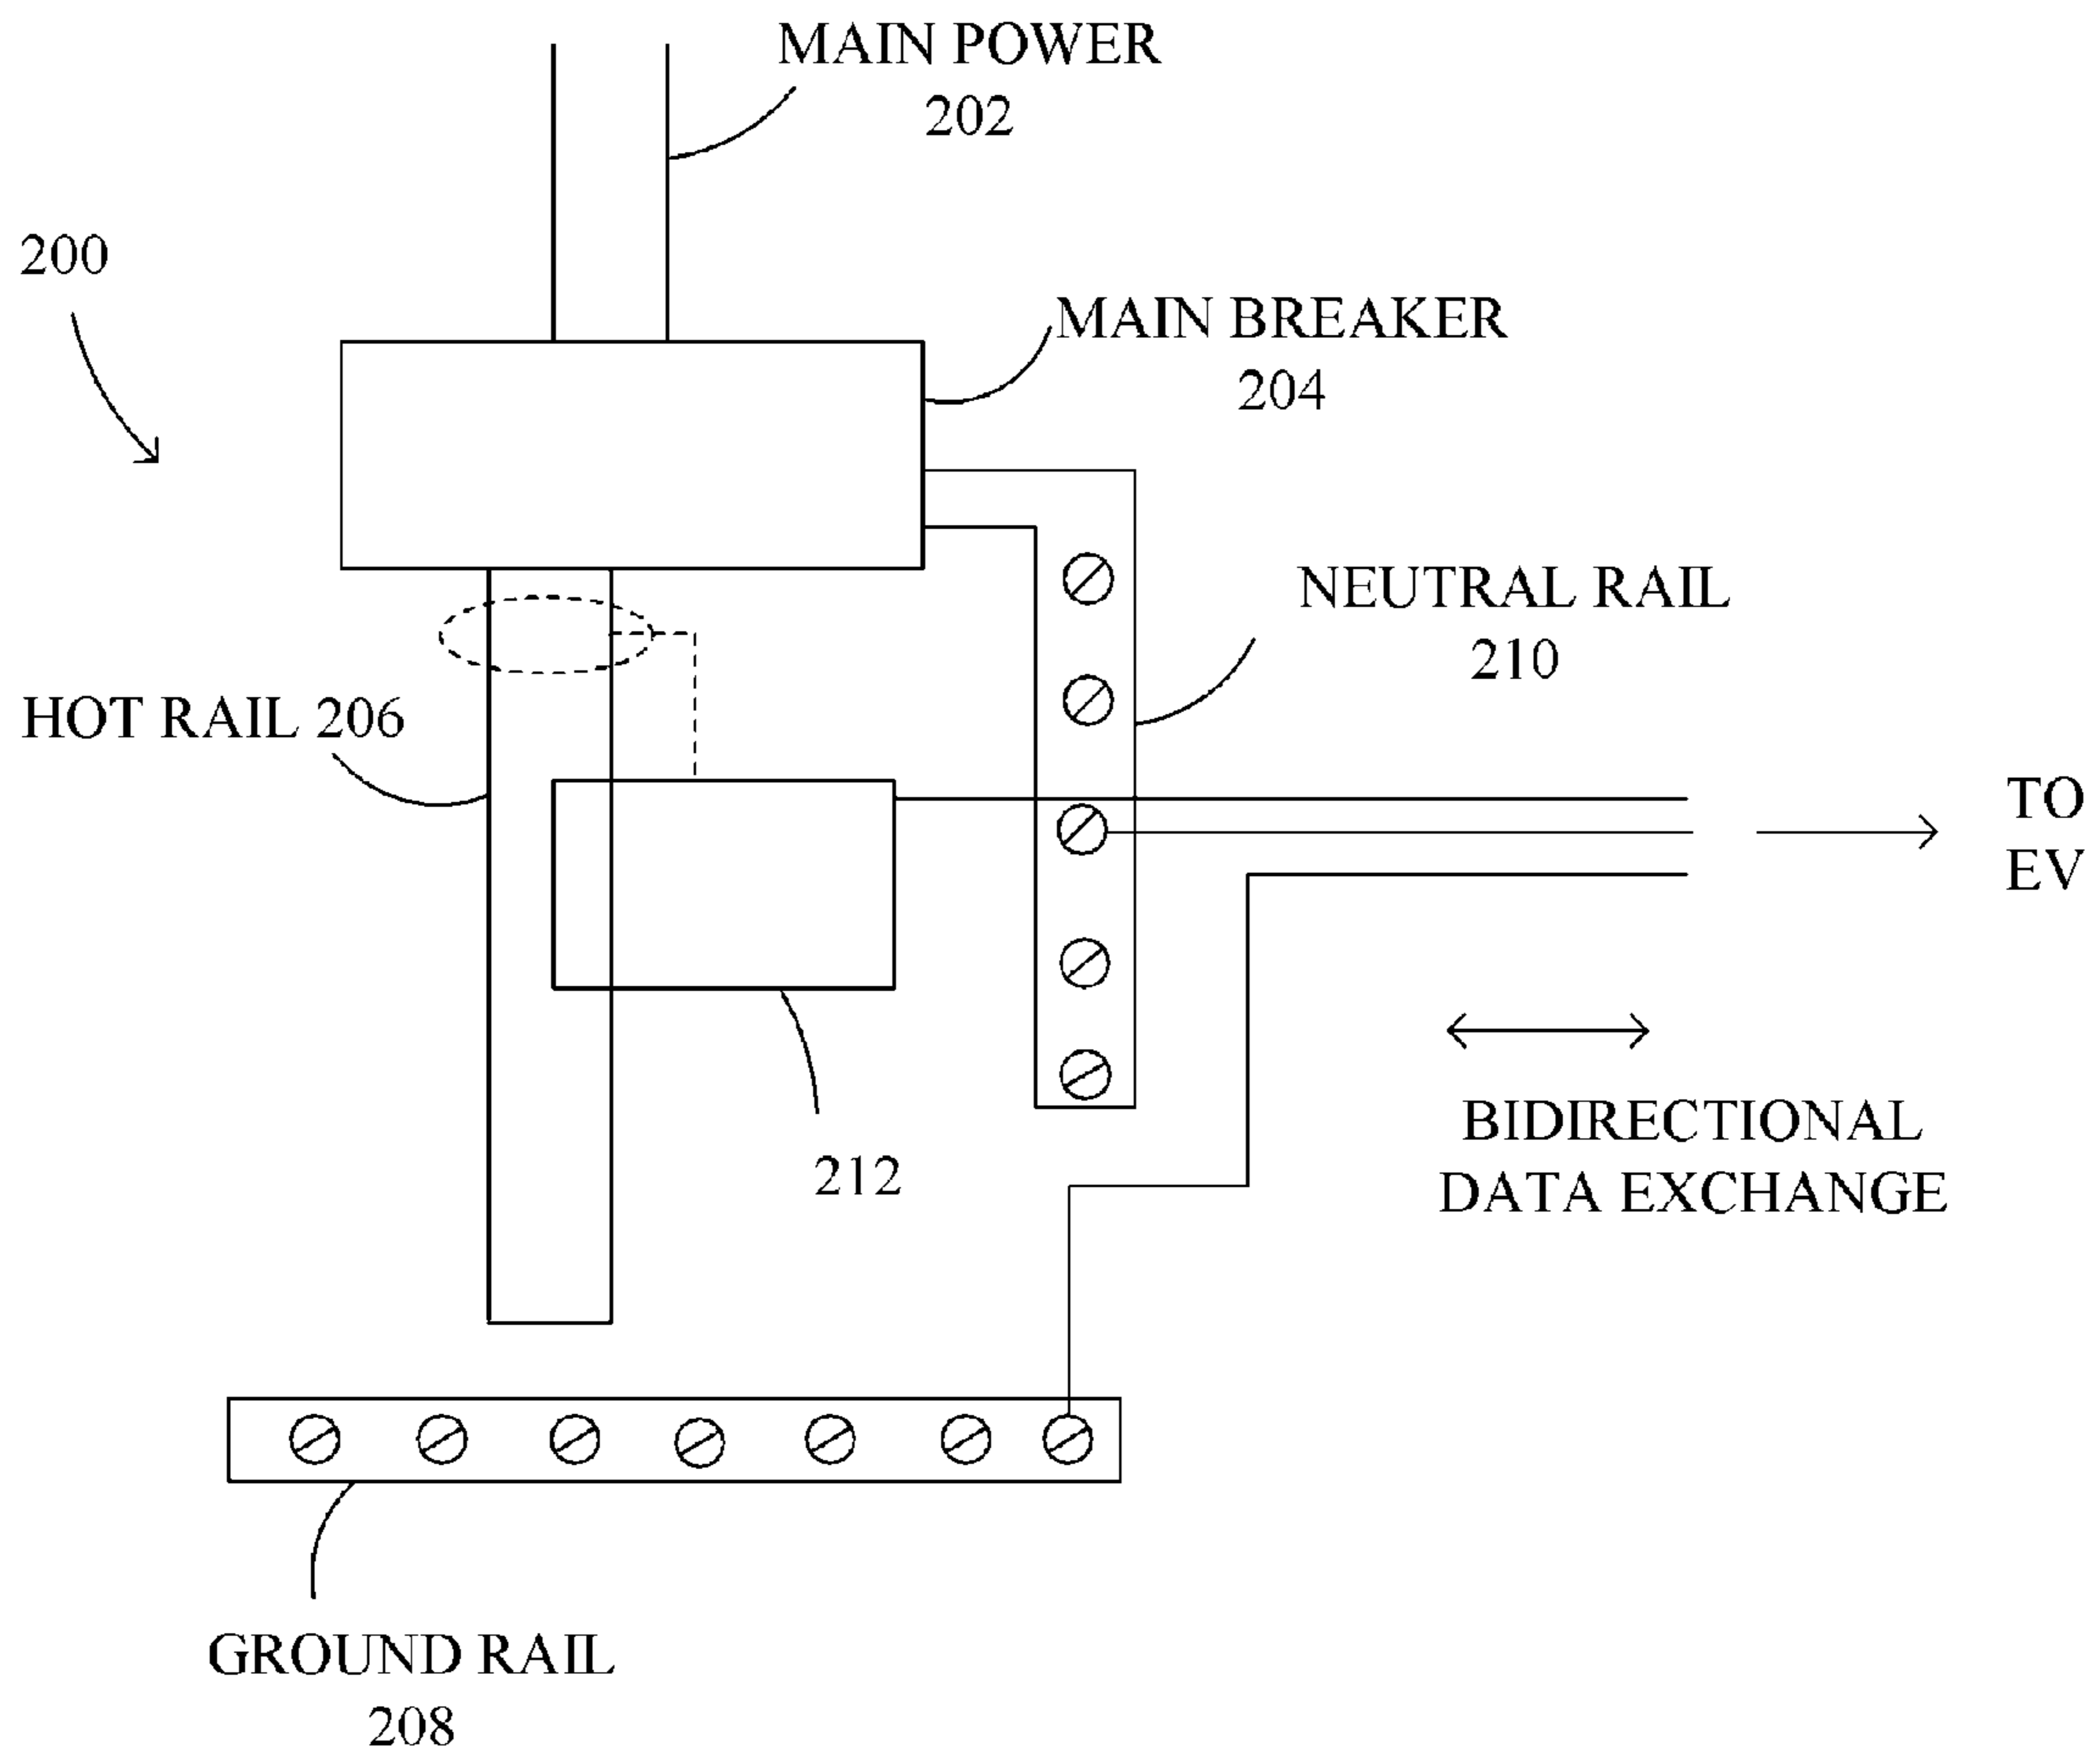 MAIN POWER
202
200
MAIN BREAKER
204
NEUTRAL RAIL
210
HOT RAIL 206
TO
EV
BIDIRECTIONAL
DATA EXCHANGE
212
GROUND RAIL
208